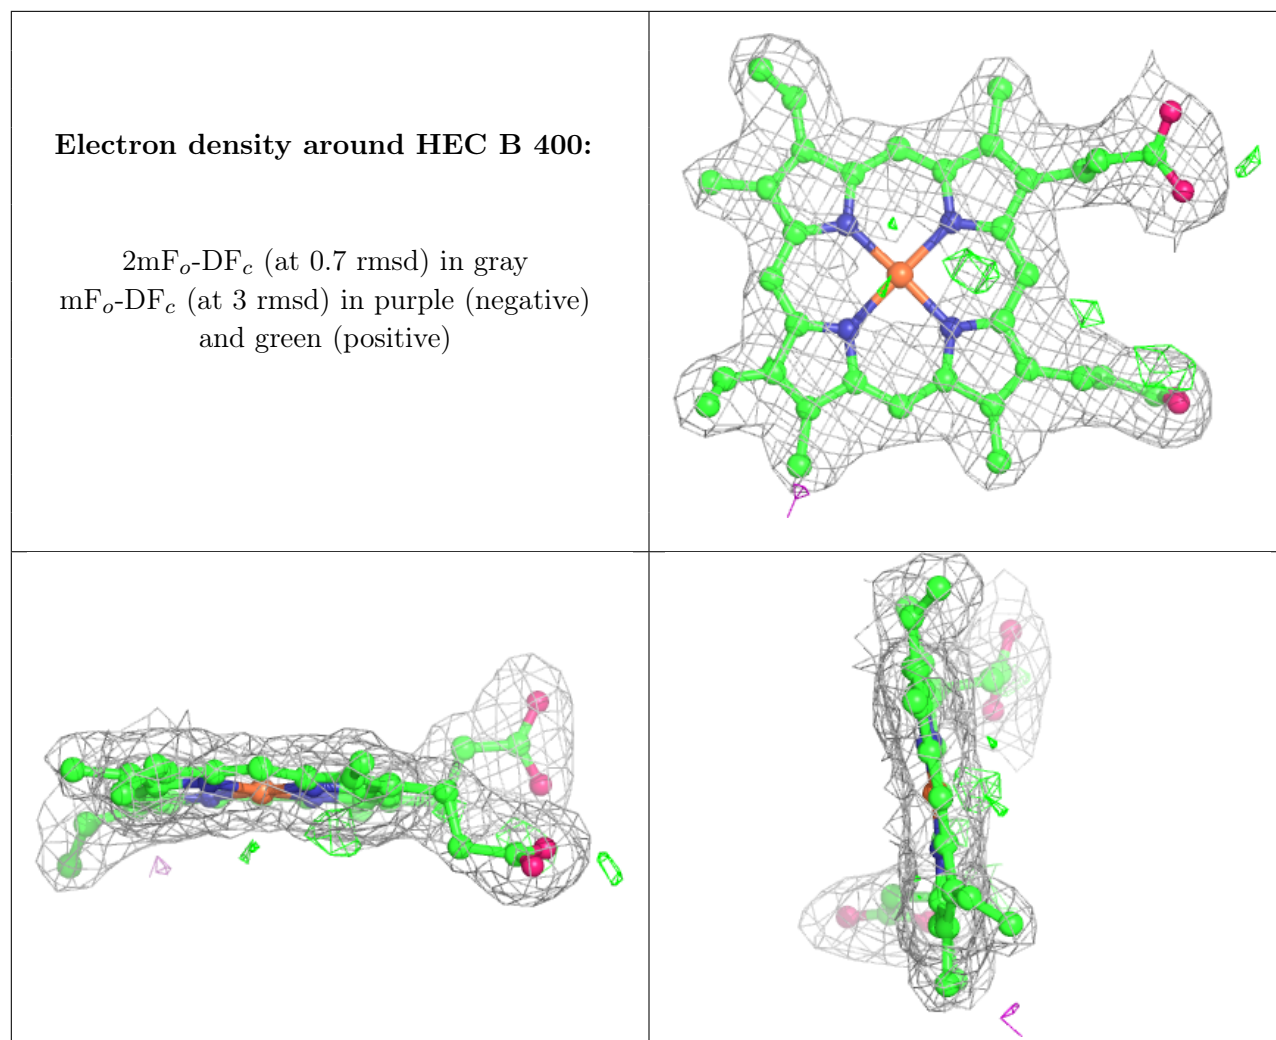 Electron density around HEC B 400:
2mFo-DFc (at 0.7 rmsd) in gray
mFo-DFc (at 3 rmsd) in purple (negative)
and green (positive)